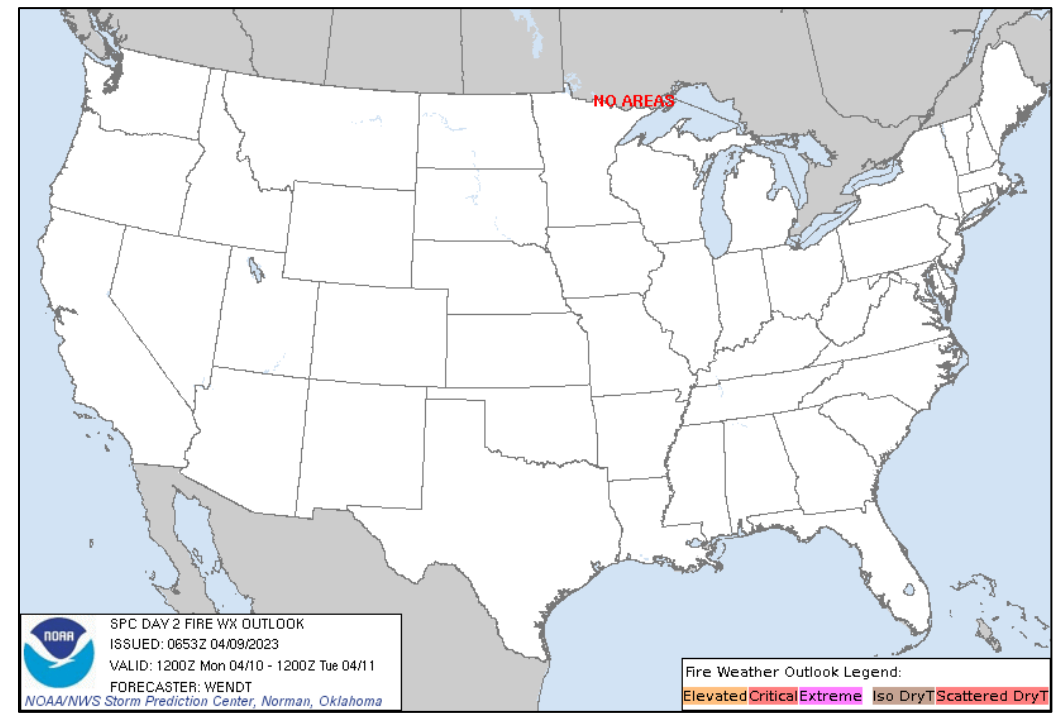 NO AREAS
NOAA
SPC DAY 2 FIRE WX OUTLOOK
ISSUED: 0653Z 04/09/2023
VALID: 1200Z Mon 04/10 - 1200Z Tue 04/11
FORECASTER: WENDT
NOAA/NWS Storm Prediction Center, Norman, Oklahoma
Fire Weather Outlook Legend:
Elevated Critical Extreme Iso DryT Scattered DryT